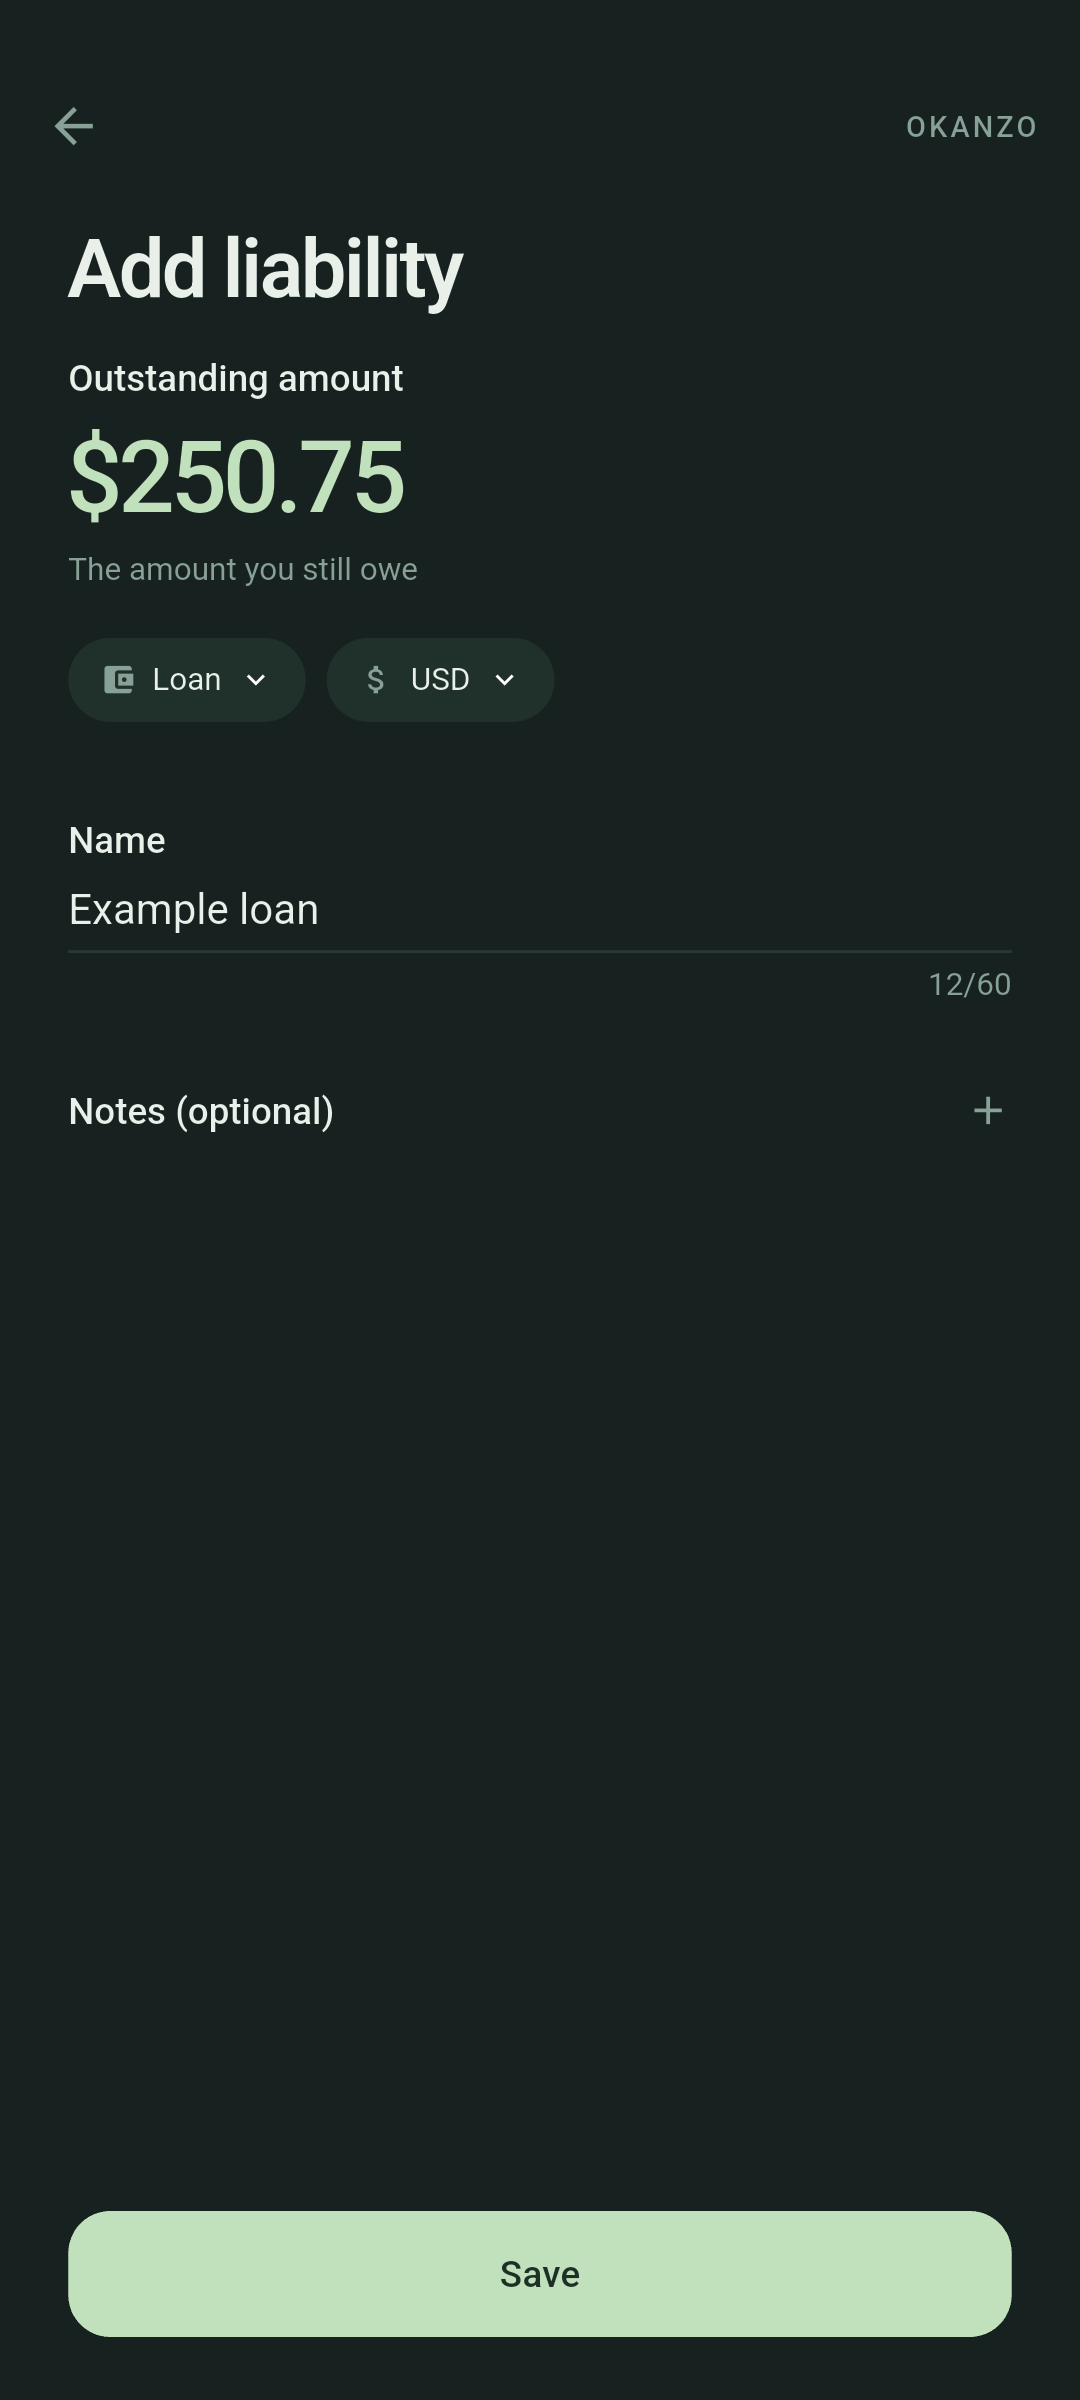 OKANZO
Add liability
Outstanding amount
$250.75
The amount you still owe
Loan
$ USD
Name
Example loan
12/60
Notes (optional)
Save